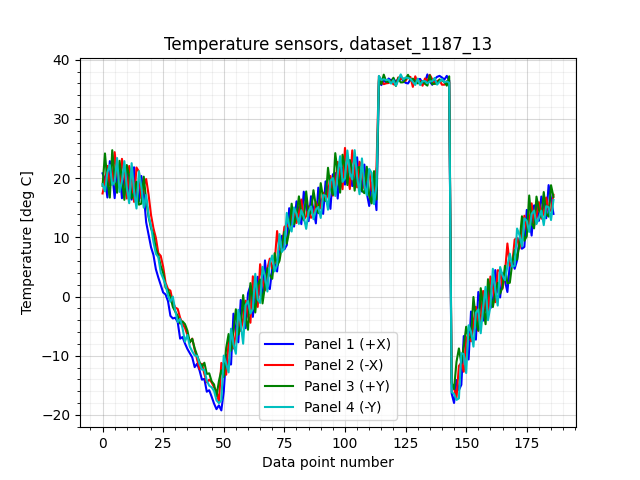 Temperature sensors, dataset_1187_13
40
30
20
10
0
−10
−20
Temperature [deg C]
Panel 1 (+X)
Panel 2 (-X)
Panel 3 (+Y)
Panel 4 (-Y)
0 25 50 75 100 125 150 175
Data point number